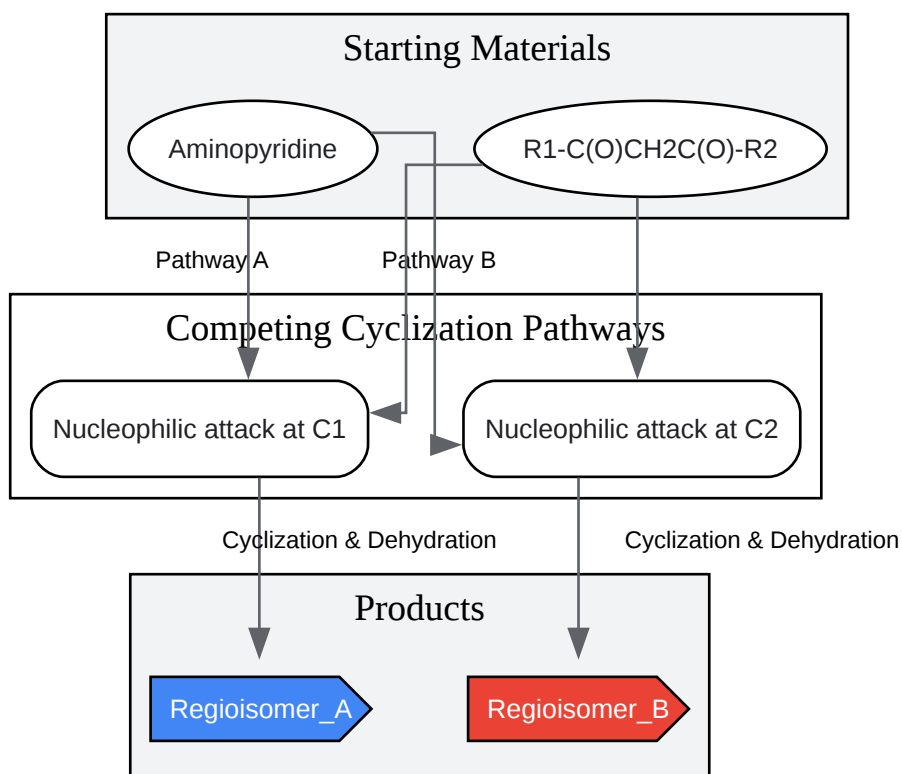 Starting Materials
Aminopyridine
R1-C(O)CH2C(O)-R2
Pathway A
Pathway B
Competing Cyclization Pathways
Nucleophilic attack at C1
Nucleophilic attack at C2
Cyclization & Dehydration
Cyclization & Dehydration
Products
Regioisomer_A
Regioisomer_B